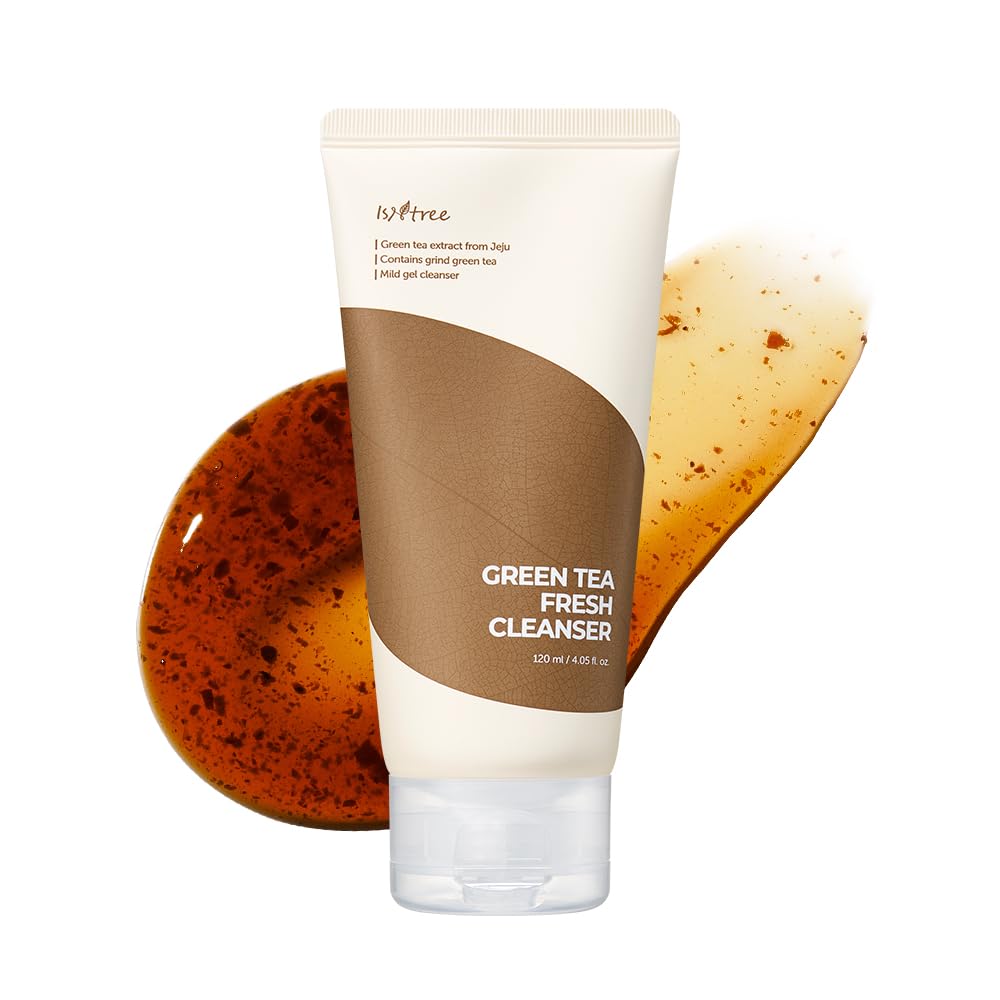 Isntree
Green tea extract from Jeju
Contains grind green tea
Mild gel cleanser
GREEN TEA
FRESH
CLEANSER
120 ml / 4.05 fl. oz.